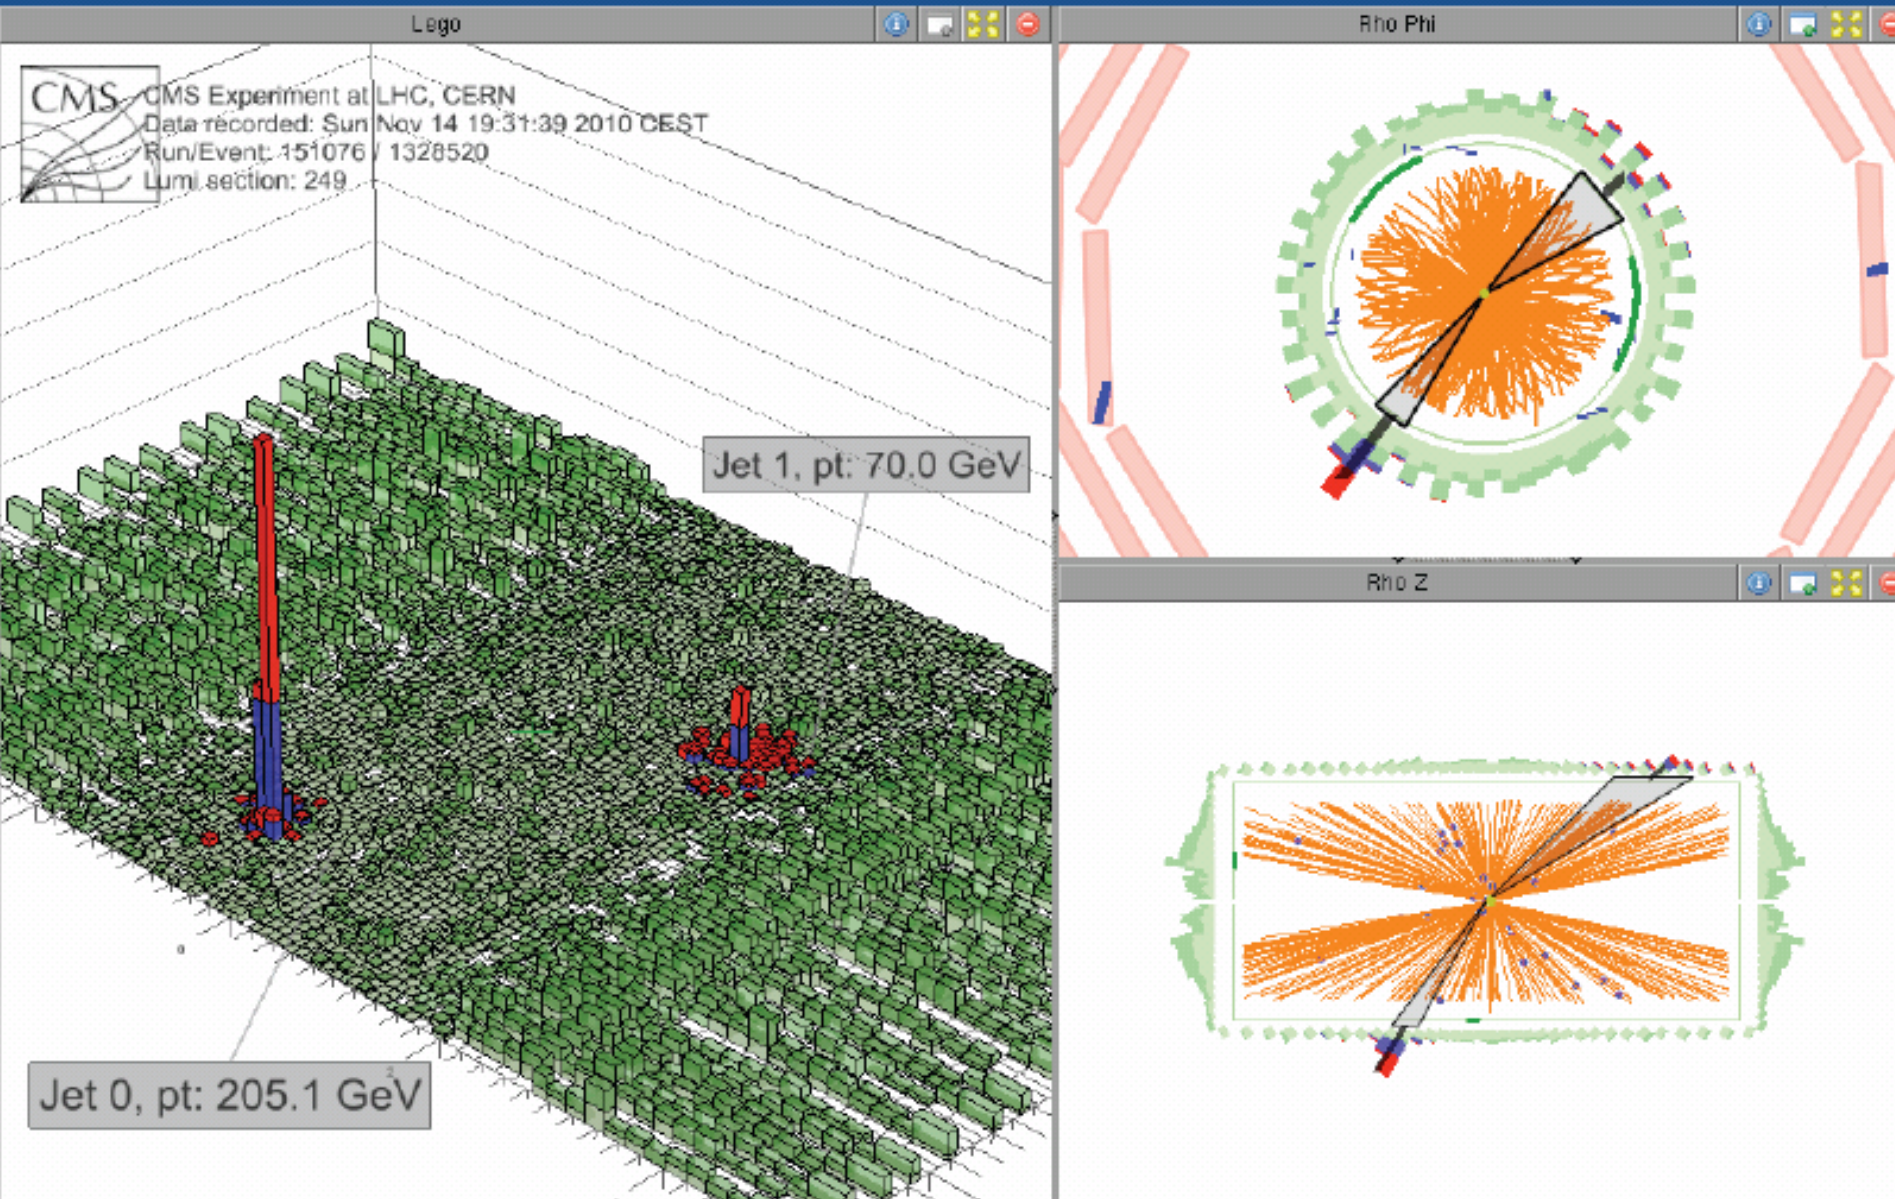 Lego
CMS
CMS Experiment at LHC, CERN
Data recorded: Sun Nov 14 19:31:39 2010 CEST
Run/Event: 151076 / 1328520
Lumi section: 249
Jet 1, pt: 70.0 GeV
Jet 0, pt: 205.1 GeV
Rho Phi
Rho Z